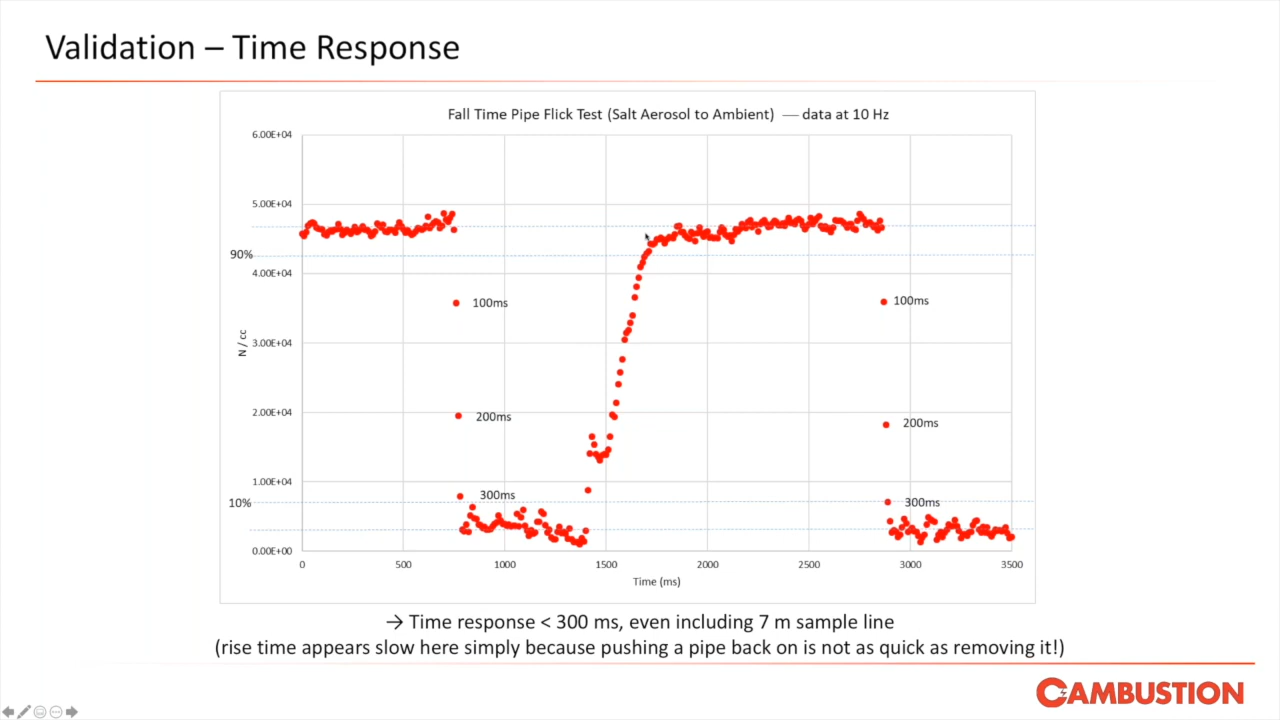 Validation – Time Response
Fall Time Pipe Flick Test (Salt Aerosol to Ambient) — data at 10 Hz
6.00E+04
5.00E+04
90%
4.00E+04
100ms
100ms
N / cc
3.00E+04
2.00E+04
200ms
200ms
1.00E+04
10%
300ms
300ms
0.00E+00
0 500 1000 1500 2000 2500 3000 3500
Time (ms)
→ Time response < 300 ms, even including 7 m sample line
(rise time appears slow here simply because pushing a pipe back on is not as quick as removing it!)
CAMBUSTION